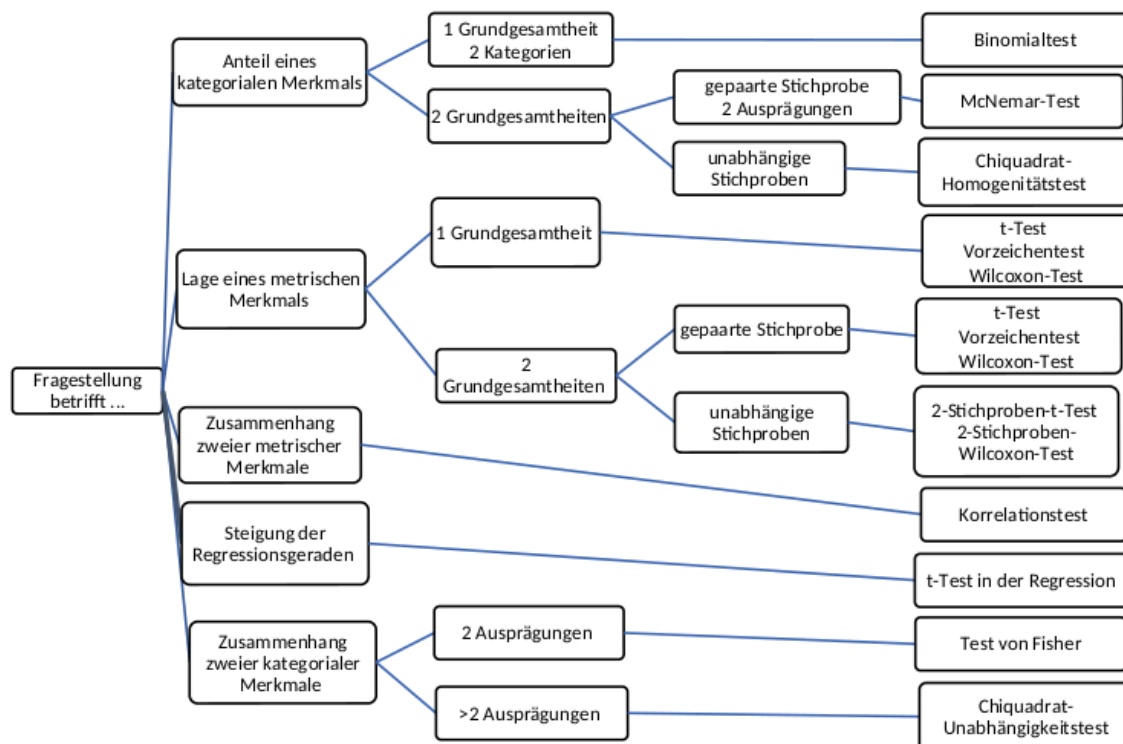 Fragestellung
betrifft ...
Anteil eines
kategorialen Merkmals
1 Grundgesamtheit
2 Kategorien
Binomialtest
2 Grundgesamtheiten
gepaarte Stichprobe
2 Ausprägungen
McNemar-Test
unabhängige
Stichproben
Chiquadrat-
Homogenitätstest
Lage eines metrischen
Merkmals
1 Grundgesamtheit
t-Test
Vorzeichentest
Wilcoxon-Test
2
Grundgesamtheiten
gepaarte Stichprobe
t-Test
Vorzeichentest
Wilcoxon-Test
unabhängige
Stichproben
2-Stichproben-t-Test
2-Stichproben-
Wilcoxon-Test
Zusammenhang
zweier metrischer
Merkmale
Korrelationstest
Steigung der
Regressionsgeraden
t-Test in der Regression
Zusammenhang
zweier kategorialer
Merkmale
2 Ausprägungen
Test von Fisher
>2 Ausprägungen
Chiquadrat-
Unabhängigkeitstest